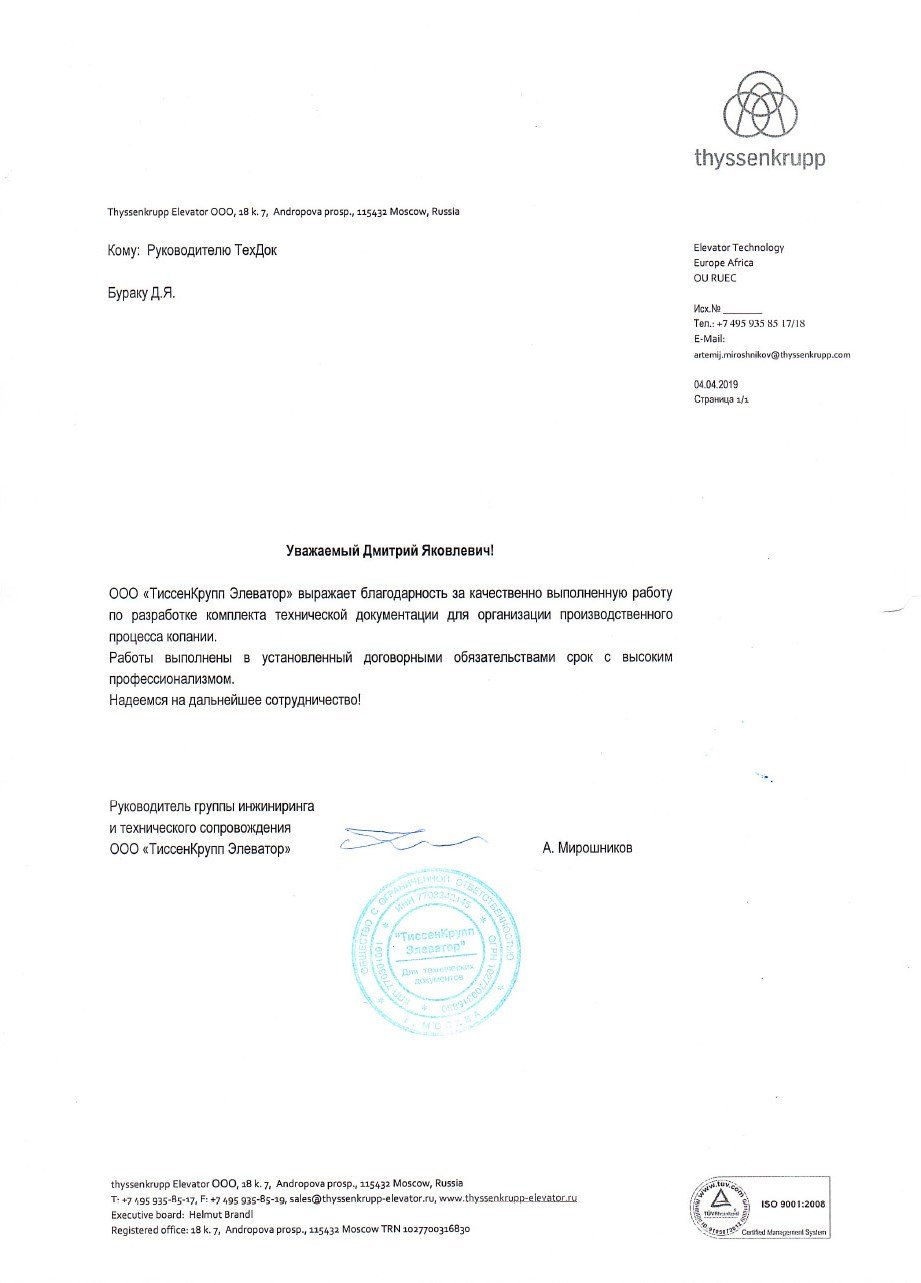 thyssenkrupp
Thyssenkrupp Elevator OOO, 18 k. 7, Andropova prosp., 115432 Moscow, Russia
Кому: Руководителю ТехДок
Бураку Д.Я.
Elevator Technology
Europe Africa
OU RUEC
Исх.№ _______
Тел.: +7 495 935 85 17/18
E-Mail:
artemij.miroshnikov@thyssenkrupp.com
04.04.2019
Страница 1/1
Уважаемый Дмитрий Яковлевич!
ООО «ТиссенКрупп Элеватор» выражает благодарность за качественно выполненную работу
по разработке комплекта технической документации для организации производственного
процесса копании.
Работы выполнены в установленный договорными обязательствами срок с высоким
профессионализмом.
Надеемся на дальнейшее сотрудничество!
Руководитель группы инжиниринга
и технического сопровождения
ООО «ТиссенКрупп Элеватор»
А. Мирошников
ОБЩЕСТВО С ОГРАНИЧЕННОЙ ОТВЕТСТВЕННОСТЬЮ
"ТиссенКрупп
Элеватор"
Для технических
документов
г. МОСКВА
thyssenkrupp Elevator OOO, 18 k. 7, Andropova prosp., 115432 Moscow, Russia
T: +7 495 935-85-17, F: +7 495 935-85-19, sales@thyssenkrupp-elevator.ru, www.thyssenkrupp-elevator.ru
Executive board: Helmut Brandl
Registered office: 18 k. 7, Andropova prosp., 115432 Moscow TRN 1027700316830
www.tuv.com
TÜVRheinland
ISO 9001:2008
Certified Management System